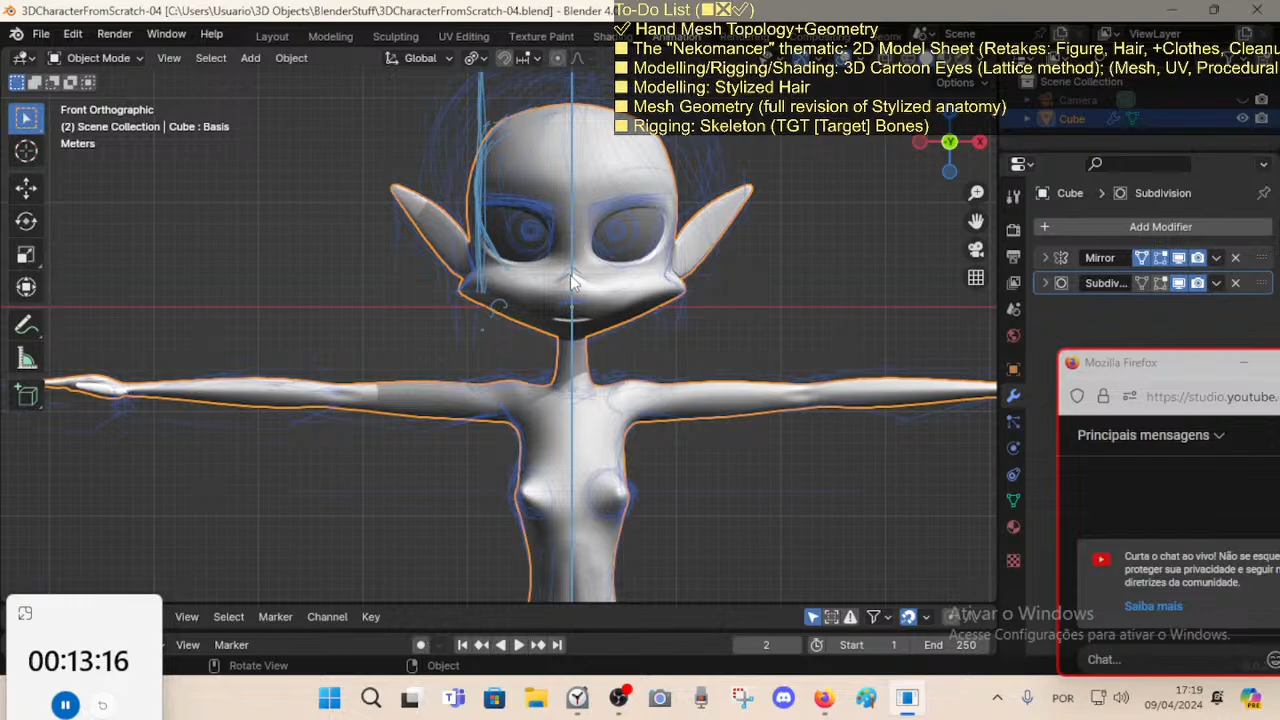 3DCharacterFromScratch-04 [C:\Users\Usuario\3D Objects\BlenderStuff\3DCharacterFromScratch-04.blend] - Blender 4.
To-Do List (■☒✓)
✓ Hand Mesh Topology+Geometry
■ The "Nekomancer" thematic: 2D Model Sheet (Retakes: Figure, Hair, +Clothes, Cleanu
■ Modelling/Rigging/Shading: 3D Cartoon Eyes (Lattice method); (Mesh, UV, Procedural
■ Modelling: Stylized Hair
■ Mesh Geometry (full revision of Stylized anatomy)
■ Rigging: Skeleton (TGT [Target] Bones)
File Edit Render Window Help
Layout Modeling Sculpting UV Editing Texture Paint Shading
Scene ViewLayer
Object Mode View Select Add Object
Global
Options
Scene Collection
Camera
Cube
Front Orthographic
(2) Scene Collection | Cube : Basis
Meters
X
Y
Cube Subdivision
Add Modifier
Mirror
Subdiv...
Mozilla Firefox
https://studio.youtube.
Principais mensagens
Curta o chat ao vivo! Não se esque
proteger sua privacidade e seguir n
diretrizes da comunidade.
Saiba mais
Chat...
Ativar o Windows
Acesse Configurações para ativar o Windows.
View Select Marker Channel Key
View Marker
2
Start 1
End 250
Rotate View
Object
00:13:16
POR
17:19
09/04/2024
PRE